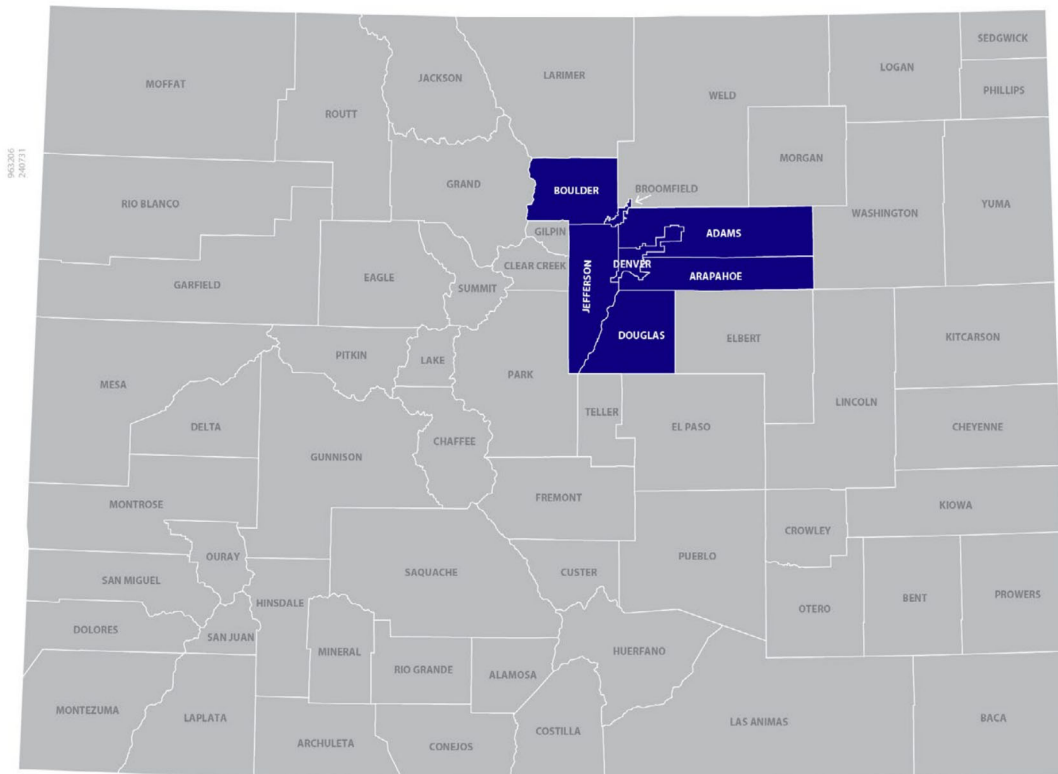 SEDGWICK
LOGAN
JACKSON
LARIMER
MOFFAT
PHILLIPS
WELD
ROUTT
963206
240731
MORGAN
GRAND
BOULDER
BROOMFIELD
RIO BLANCO
YUMA
WASHINGTON
GILPIN
ADAMS
DENVER
CLEAR CREEK
ARAPAHOE
EAGLE
JEFFERSON
GARFIELD
SUMMIT
DOUGLAS
ELBERT
KITCARSON
PITKIN
LAKE
PARK
MESA
LINCOLN
TELLER
DELTA
EL PASO
CHEYENNE
CHAFFEE
GUNNISON
FREMONT
MONTROSE
KIOWA
CROWLEY
OURAY
PUEBLO
SAQUACHE
CUSTER
SAN MIGUEL
PROWERS
BENT
HINSDALE
OTERO
DOLORES
SAN JUAN
MINERAL
HUERFANO
RIO GRANDE
ALAMOSA
MONTEZUMA
LAPLATA
BACA
LAS ANIMAS
COSTILLA
ARCHULETA
CONEJOS